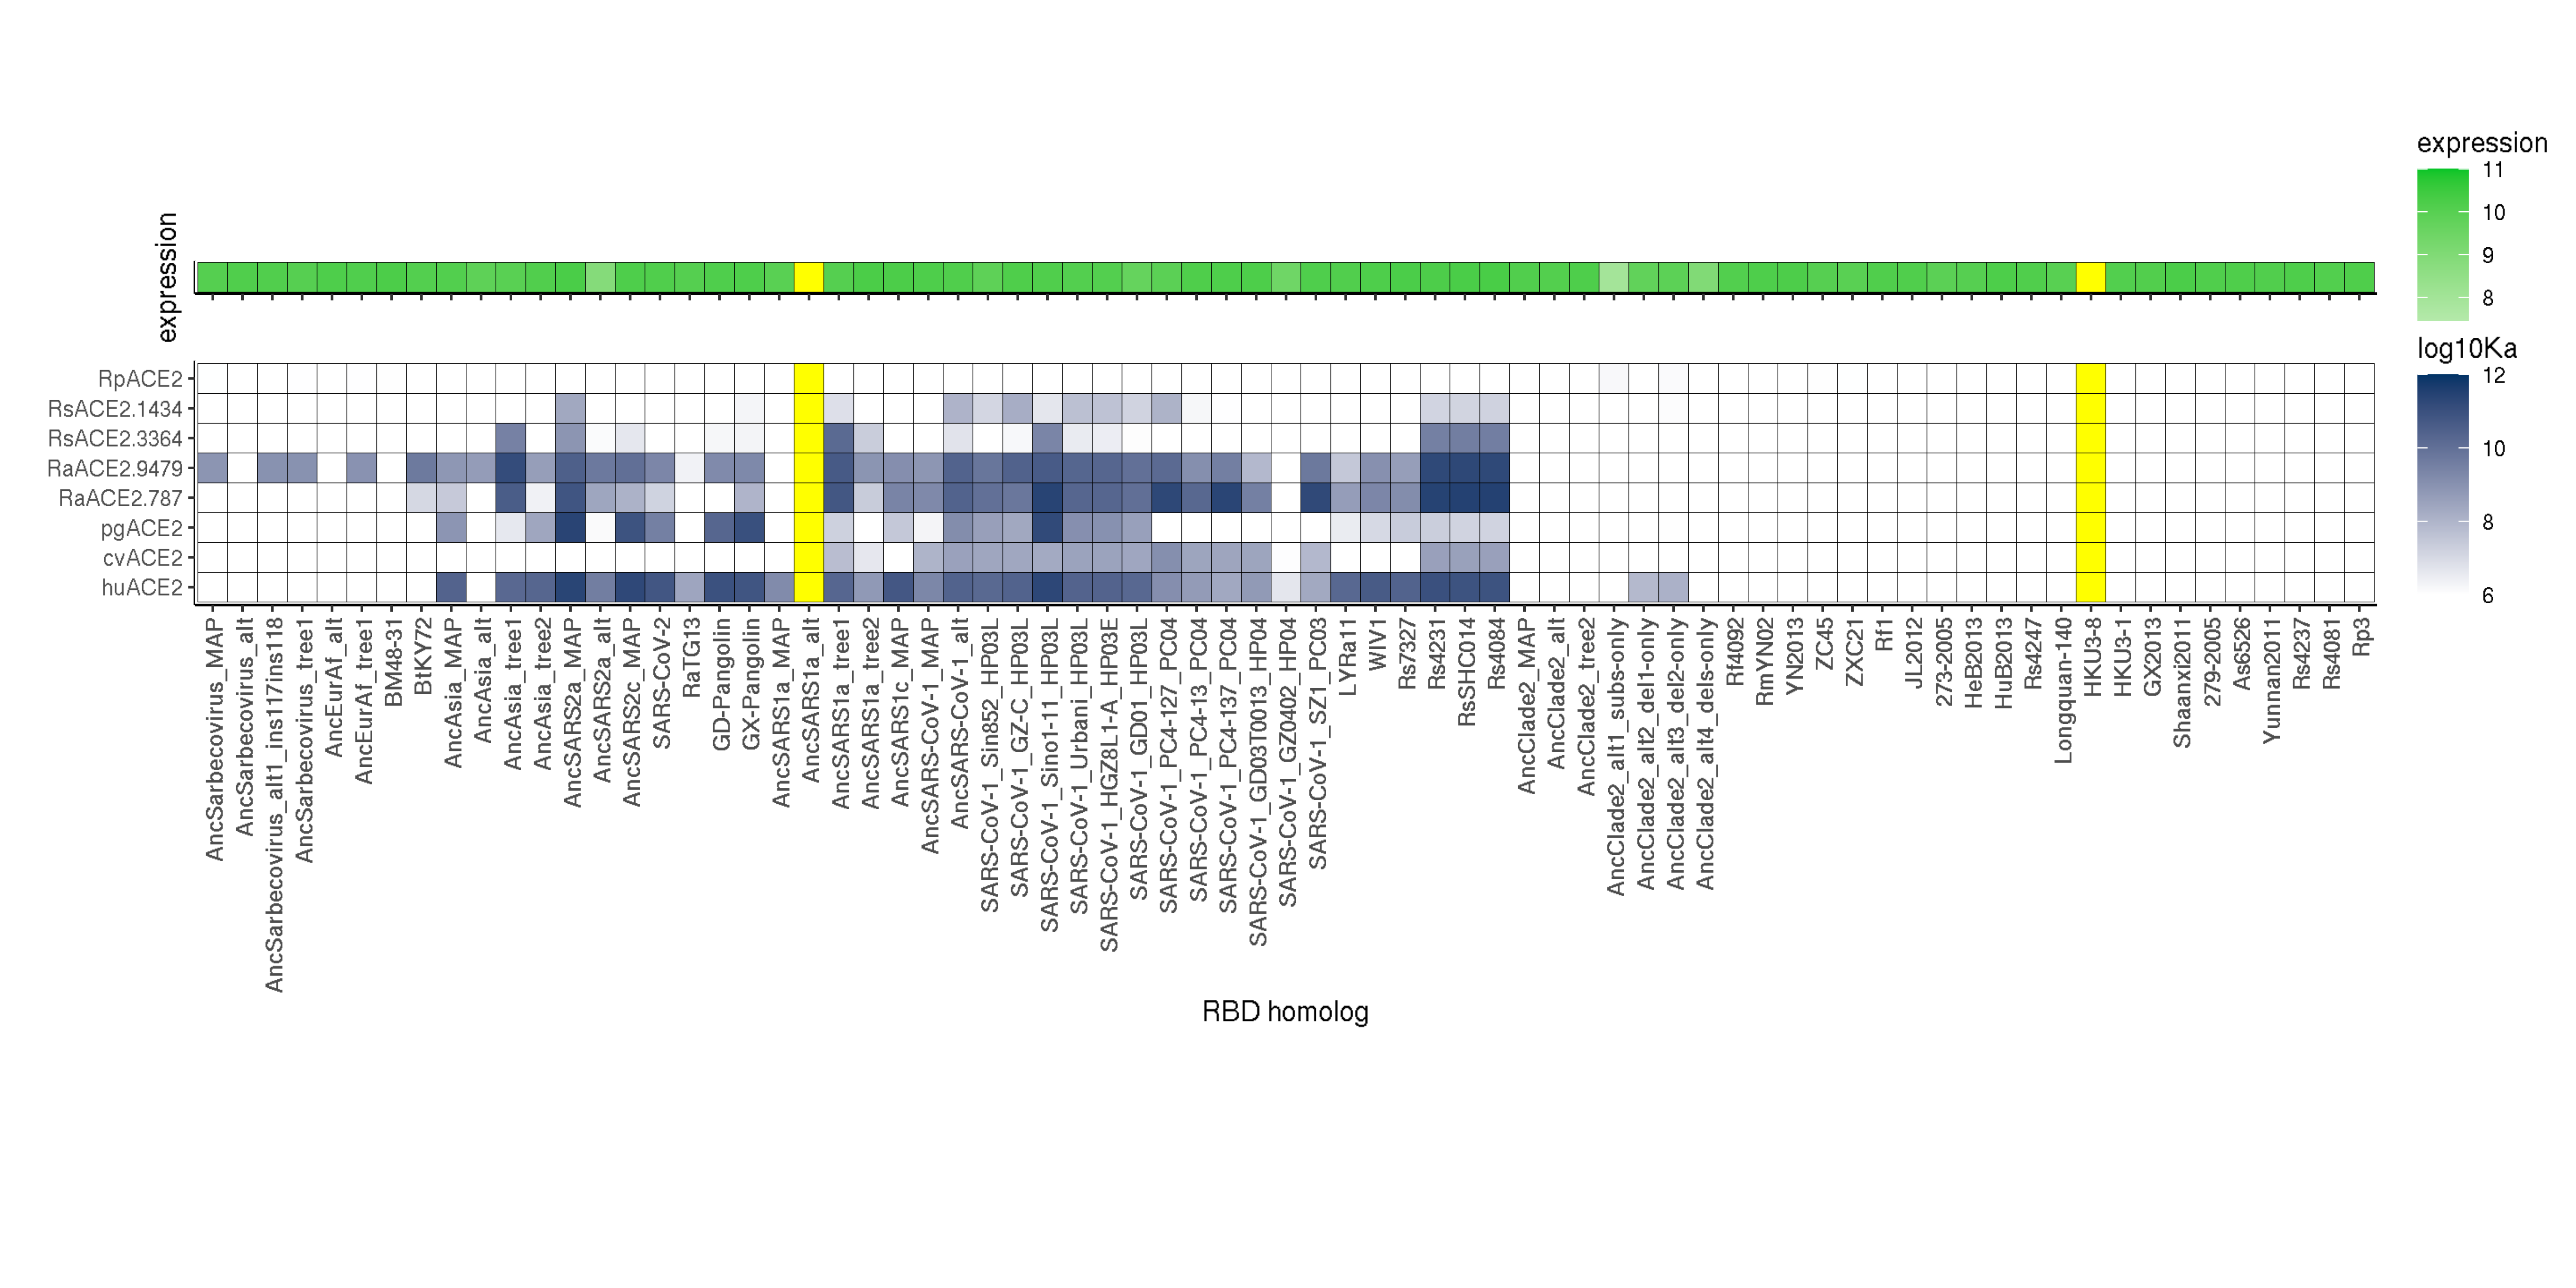 expression
11
10
9
8
expression
log10Ka
12
10
8
6
RpACE2
RsACE2.1434
RsACE2.3364
RaACE2.9479
RaACE2.787
pgACE2
cvACE2
huACE2
AncSarbecovirus_MAP
AncSarbecovirus_alt
AncSarbecovirus_alt1_ins117ins118
AncSarbecovirus_tree1
AncEurAf_alt
AncEurAf_tree1
BM48-31
BtKY72
AncAsia_MAP
AncAsia_alt
AncAsia_tree1
AncAsia_tree2
AncSARS2a_MAP
AncSARS2a_alt
AncSARS2c_MAP
SARS-CoV-2
RaTG13
GD-Pangolin
GX-Pangolin
AncSARS1a_MAP
AncSARS1a_alt
AncSARS1a_tree1
AncSARS1a_tree2
AncSARS1c_MAP
AncSARS-CoV-1_MAP
AncSARS-CoV-1_alt
SARS-CoV-1_Sin852_HP03L
SARS-CoV-1_GZ-C_HP03L
SARS-CoV-1_Sino1-11_HP03L
SARS-CoV-1_Urbani_HP03L
SARS-CoV-1_HGZ8L1-A_HP03E
SARS-CoV-1_GD01_HP03L
SARS-CoV-1_PC4-127_PC04
SARS-CoV-1_PC4-13_PC04
SARS-CoV-1_PC4-137_PC04
SARS-CoV-1_GD03T0013_HP04
SARS-CoV-1_GZ0402_HP04
SARS-CoV-1_SZ1_PC03
LYRa11
WIV1
Rs7327
Rs4231
RsSHC014
Rs4084
AncClade2_MAP
AncClade2_alt
AncClade2_tree2
AncClade2_alt1_subs-only
AncClade2_alt2_del1-only
AncClade2_alt3_del2-only
AncClade2_alt4_dels-only
Rf4092
RmYN02
YN2013
ZC45
ZXC21
Rf1
JL2012
273-2005
HeB2013
HuB2013
Rs4247
Longquan-140
HKU3-8
HKU3-1
GX2013
Shaanxi2011
279-2005
As6526
Yunnan2011
Rs4237
Rs4081
Rp3
RBD homolog